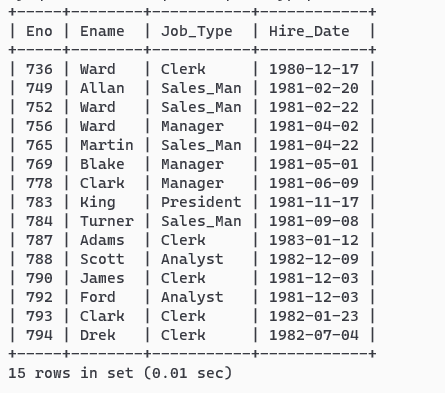 +-----+--------+-----------+------------+
| Eno | Ename  | Job_Type  | Hire_Date  |
+-----+--------+-----------+------------+
| 736 | Ward   | Clerk     | 1980-12-17 |
| 749 | Allan  | Sales_Man | 1981-02-20 |
| 752 | Ward   | Sales_Man | 1981-02-22 |
| 756 | Ward   | Manager   | 1981-04-02 |
| 765 | Martin | Sales_Man | 1981-04-22 |
| 769 | Blake  | Manager   | 1981-05-01 |
| 778 | Clark  | Manager   | 1981-06-09 |
| 783 | King   | President | 1981-11-17 |
| 784 | Turner | Sales_Man | 1981-09-08 |
| 787 | Adams  | Clerk     | 1983-01-12 |
| 788 | Scott  | Analyst   | 1982-12-09 |
| 790 | James  | Clerk     | 1981-12-03 |
| 792 | Ford   | Analyst   | 1981-12-03 |
| 793 | Clark  | Clerk     | 1982-01-23 |
| 794 | Drek   | Clerk     | 1982-07-04 |
+-----+--------+-----------+------------+
15 rows in set (0.01 sec)